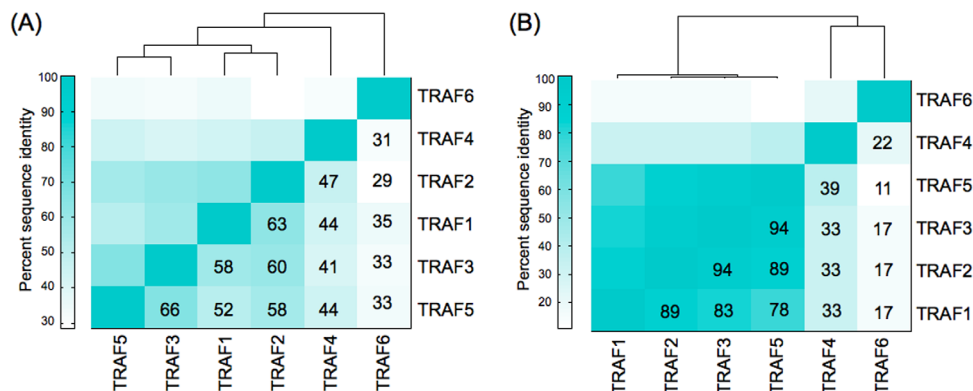 (A)
Percent sequence identity
100
90
80
70
60
50
40
30
TRAF6
31 TRAF4
47 29 TRAF2
63 44 35 TRAF1
58 60 41 33 TRAF3
66 52 58 44 33 TRAF5
TRAF5 TRAF3 TRAF1 TRAF2 TRAF4 TRAF6
(B)
Percent sequence identity
100
90
80
70
60
50
40
30
20
TRAF6
22 TRAF4
39 11 TRAF5
94 33 17 TRAF3
94 89 33 17 TRAF2
89 83 78 33 17 TRAF1
TRAF1 TRAF2 TRAF3 TRAF5 TRAF4 TRAF6